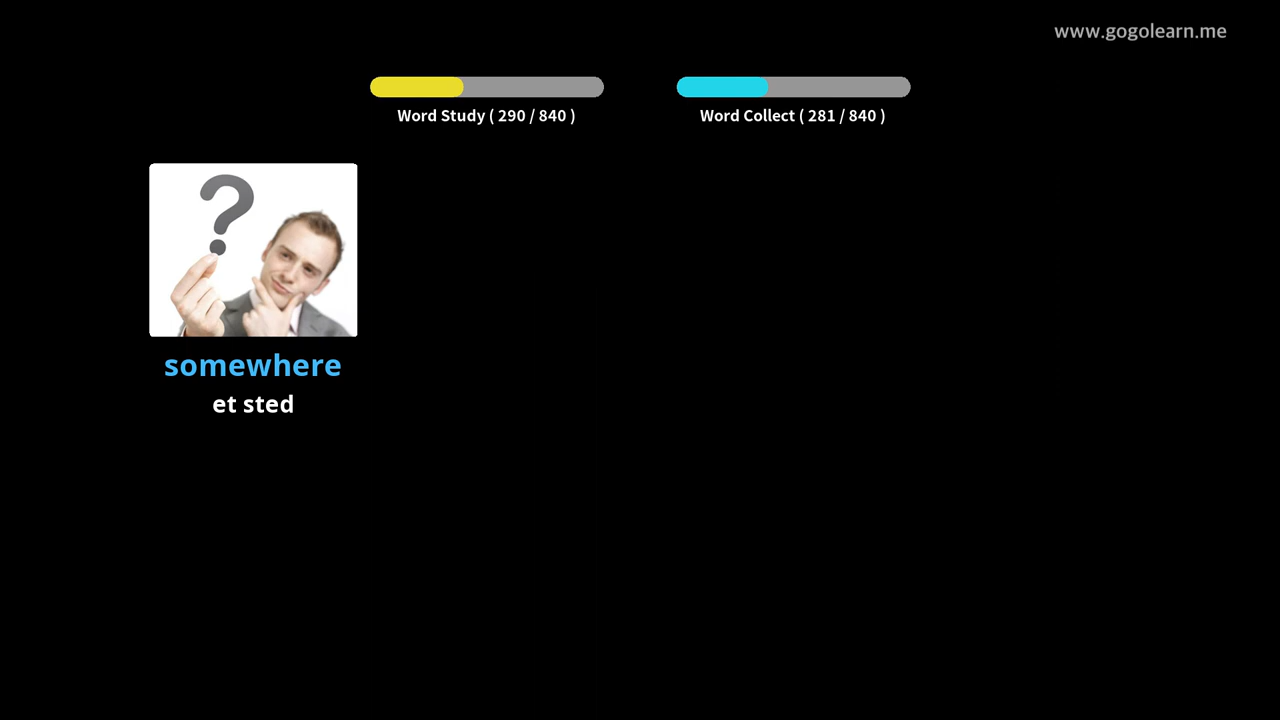 www.gogolearn.me
Word Study ( 290 / 840 )
Word Collect ( 281 / 840 )
?
somewhere
et sted